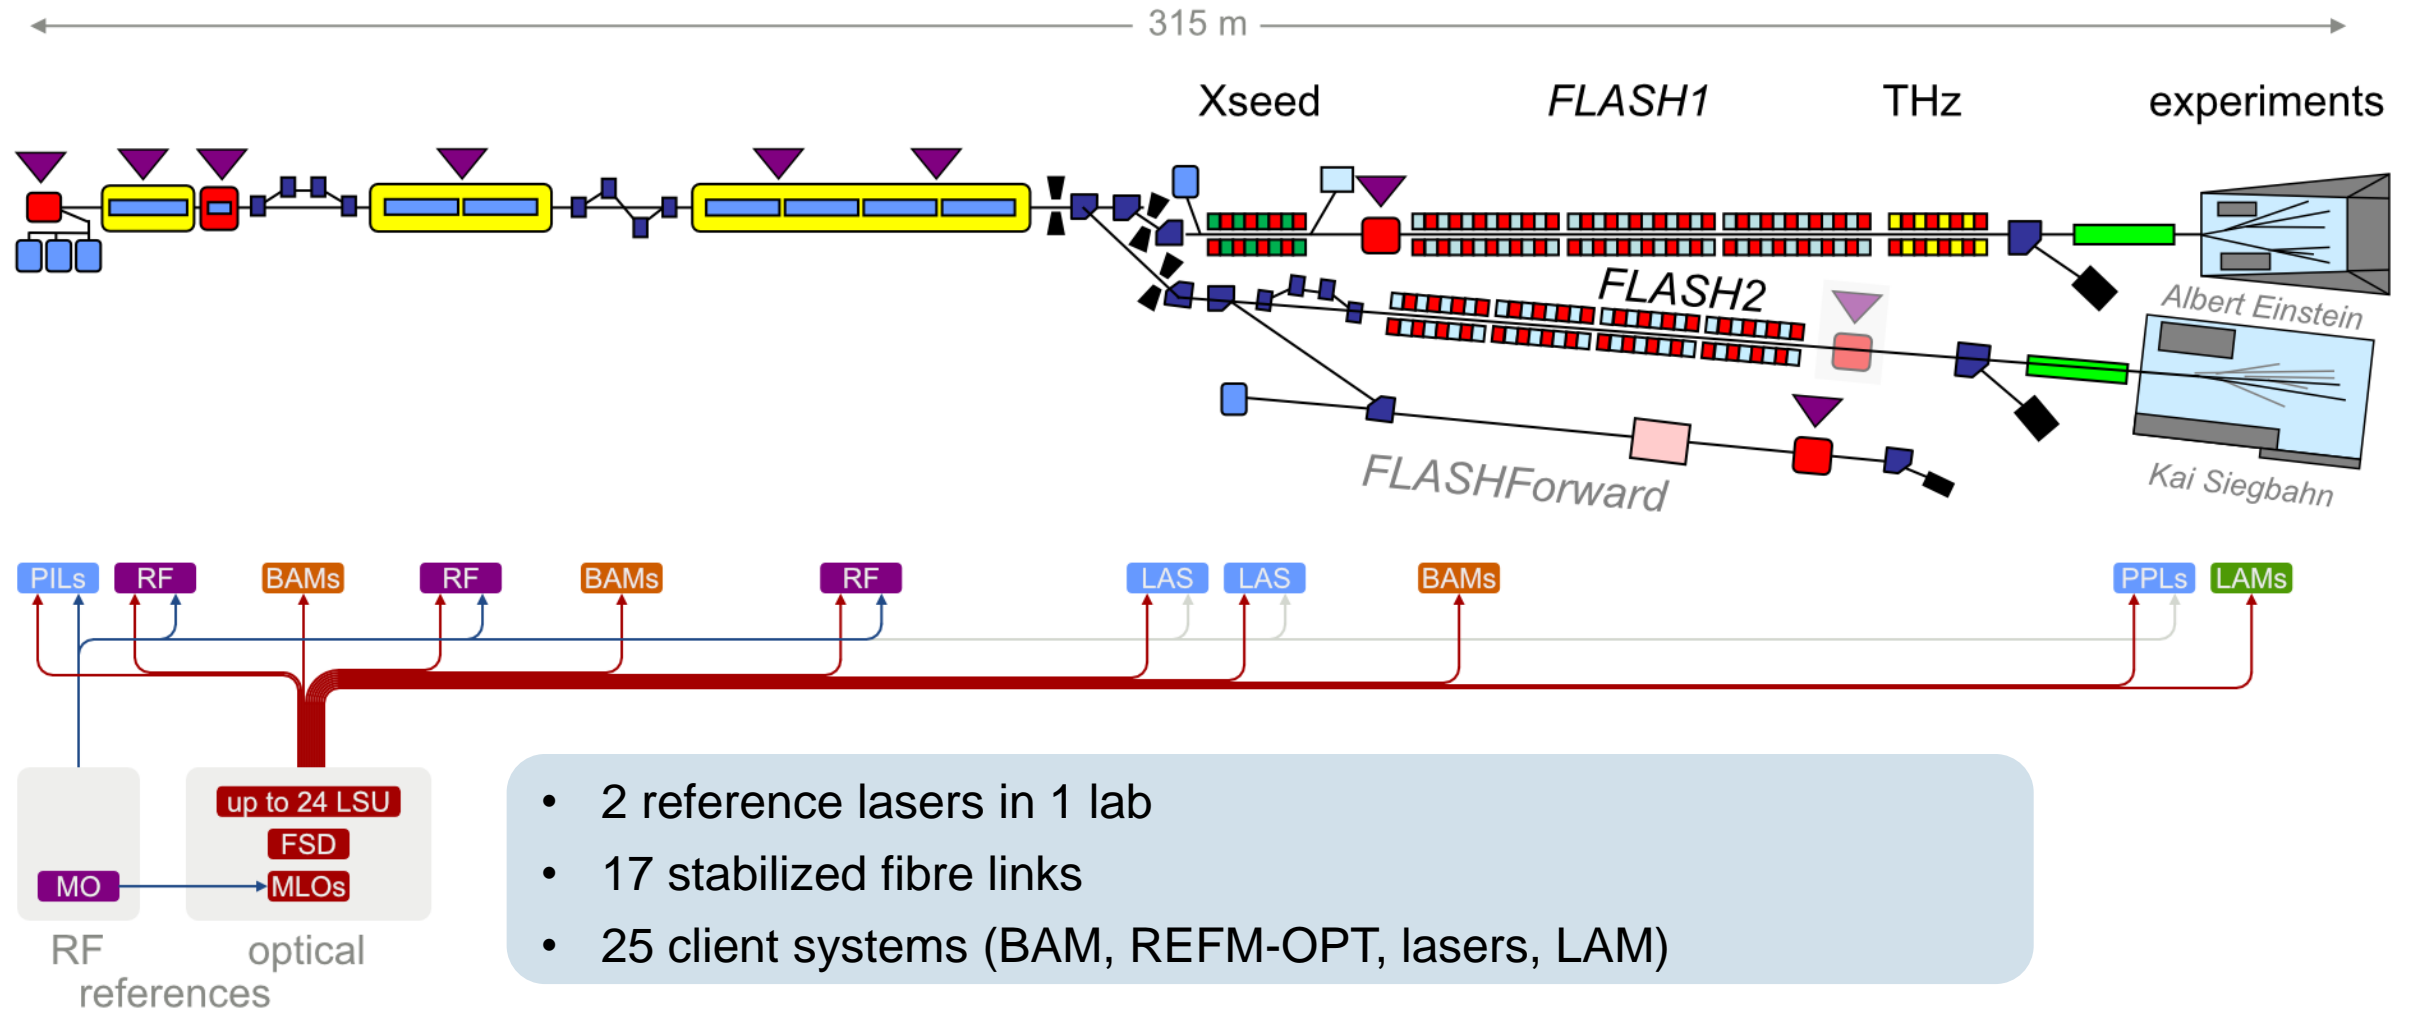 315 m
Xseed FLASH1 THz experiments
FLASH2
Albert Einstein
FLASHForward
Kai Siegbahn
PILs RF BAMs RF BAMs RF LAS LAS BAMs PPLs LAMs
up to 24 LSU
FSD
MO MLOs
RF optical
references
• 2 reference lasers in 1 lab
• 17 stabilized fibre links
• 25 client systems (BAM, REFM-OPT, lasers, LAM)